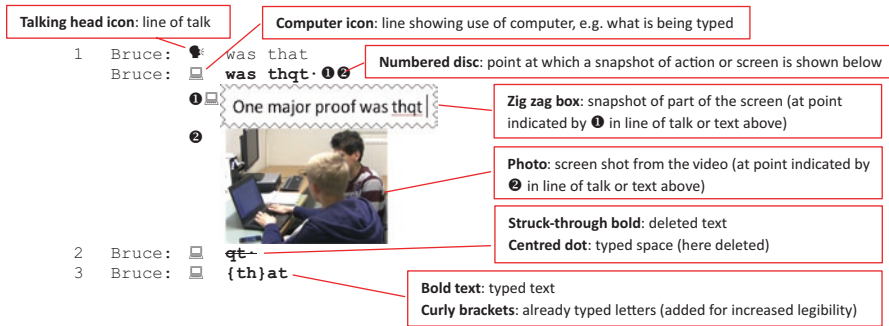 Talking head icon: line of talk
Computer icon: line showing use of computer, e.g. what is being typed
1 Bruce: was that
Bruce: was thqt· ❶❷
Numbered disc: point at which a snapshot of action or screen is shown below
❶
One major proof was thqt
Zig zag box: snapshot of part of the screen (at point
indicated by ❶ in line of talk or text above)
❷
Photo: screen shot from the video (at point indicated by
❷ in line of talk or text above)
Struck-through bold: deleted text
Centred dot: typed space (here deleted)
2 Bruce: qt·
3 Bruce: {th}at
Bold text: typed text
Curly brackets: already typed letters (added for increased legibility)